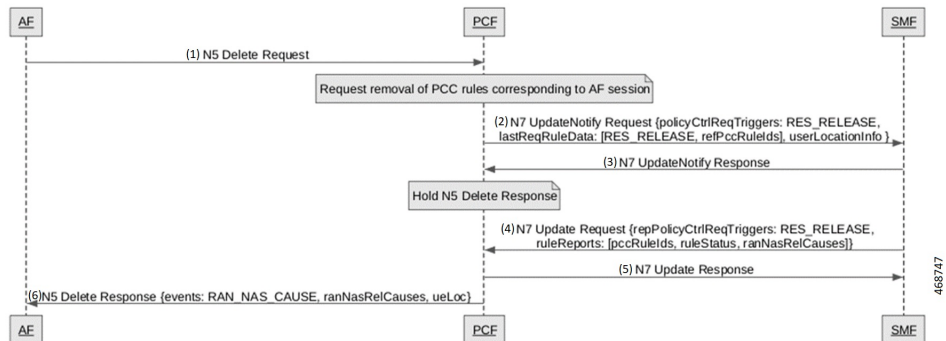 AF PCF SMF
(1) N5 Delete Request
Request removal of PCC rules corresponding to AF session
(2) N7 UpdateNotify Request {policyCtrlReqTriggers: RES_RELEASE,
lastReqRuleData: [RES_RELEASE, refPccRuleIds], userLocationInfo }
(3) N7 UpdateNotify Response
Hold N5 Delete Response
(4) N7 Update Request {repPolicyCtrlReqTriggers: RES_RELEASE,
ruleReports: [pccRuleIds, ruleStatus, ranNasRelCauses]}
(5) N7 Update Response
(6)N5 Delete Response {events: RAN_NAS_CAUSE, ranNasRelCauses, ueLoc}
AF PCF SMF
468747